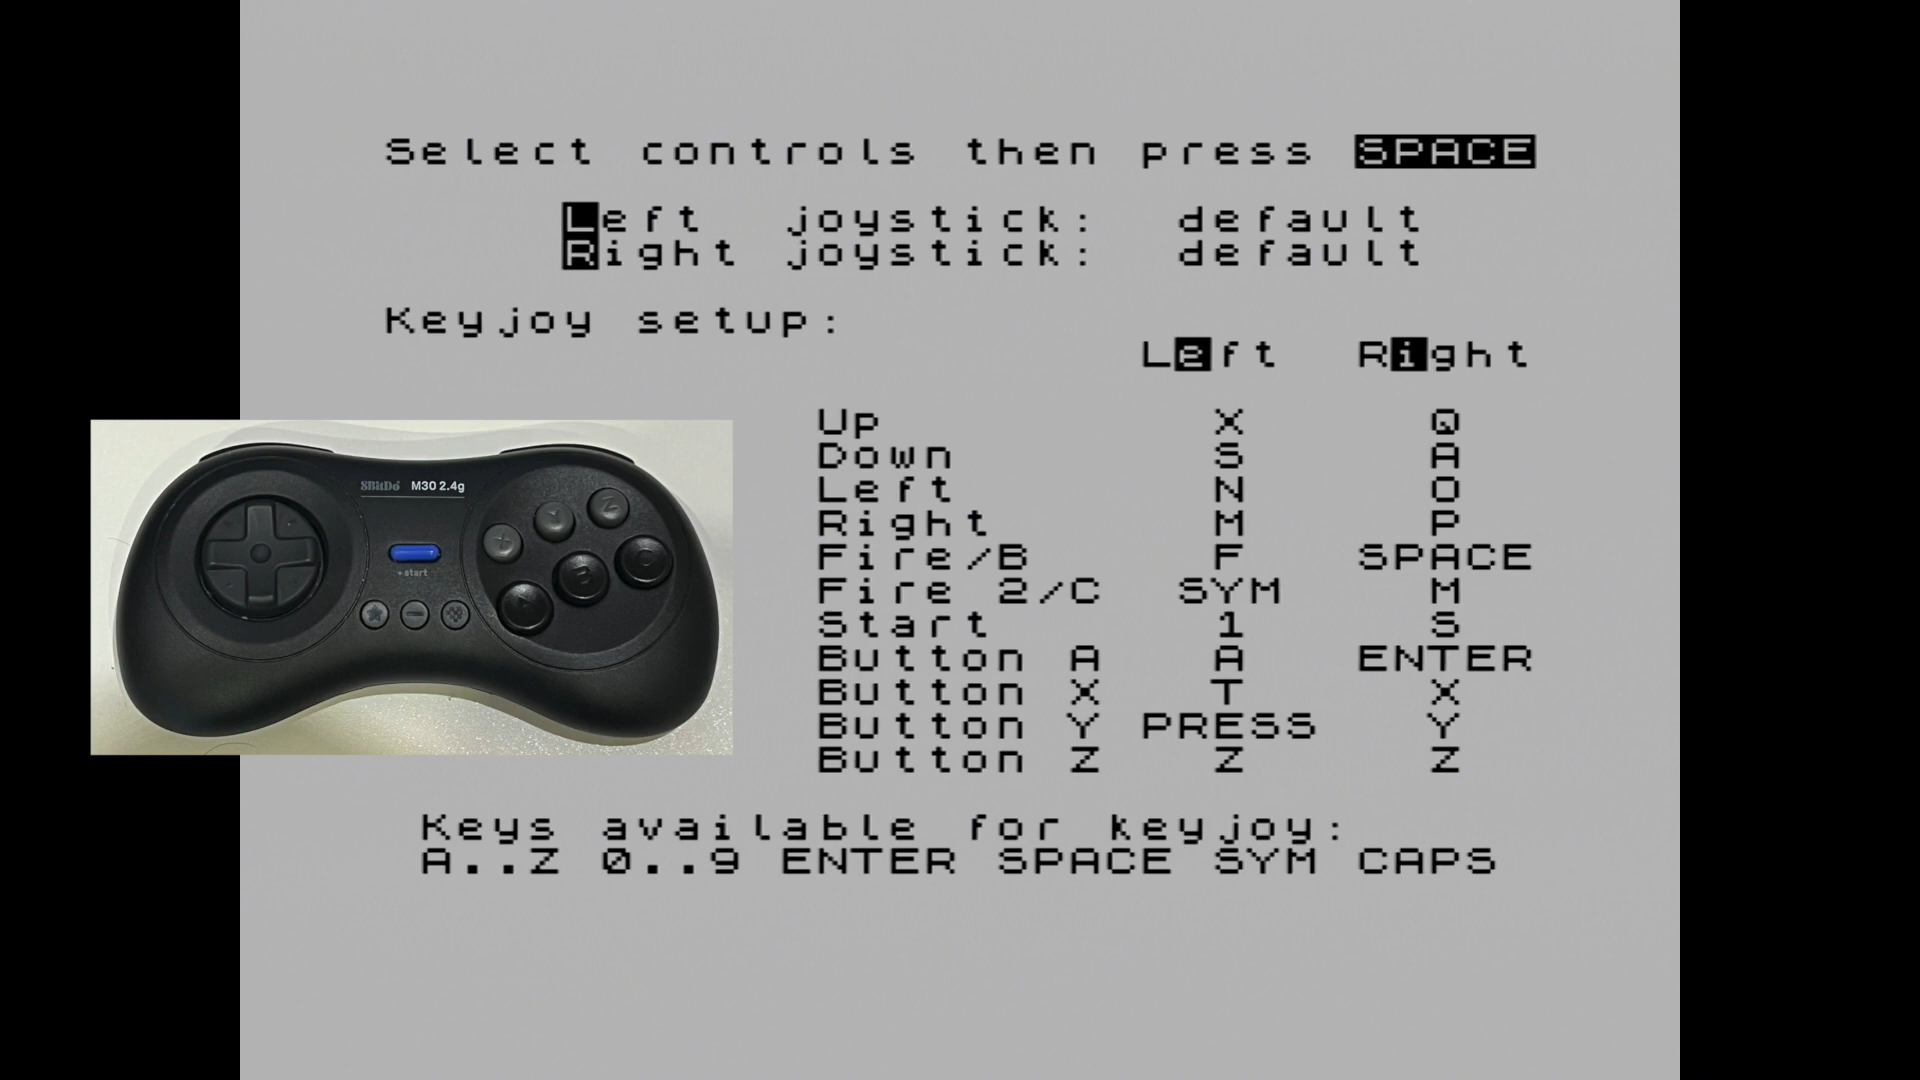 Select controls then press SPACE
Left joystick: default
Right joystick: default
Keyjoy setup:
Left Right
Up X Q
Down S A
Left N O
Right M P
Fire/B F SPACE
Fire 2/C SYM M
Start 1 S
Button A A ENTER
Button X T X
Button Y PRESS Y
Button Z Z Z
Keys available for keyjoy:
A..Z 0..9 ENTER SPACE SYM CAPS
8BitDo M30 2.4g
Y Z
B C
start